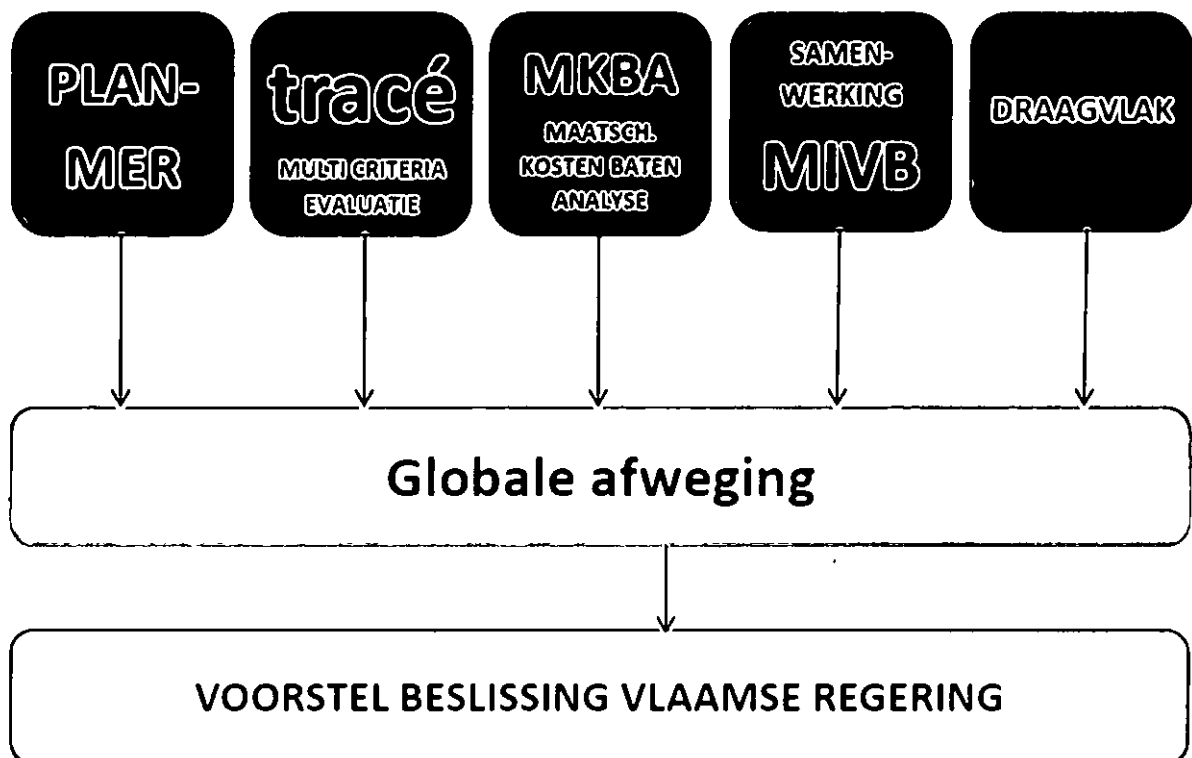 PLAN-
MER
tracé
MULTI CRITERIA
EVALUATIE
MKBA
MAATSCH.
KOSTEN BATEN
ANALYSE
SAMEN-
WERKING
MIVB
DRAAGVLAK
Globale afweging
VOORSTEL BESLISSING VLAAMSE REGERING